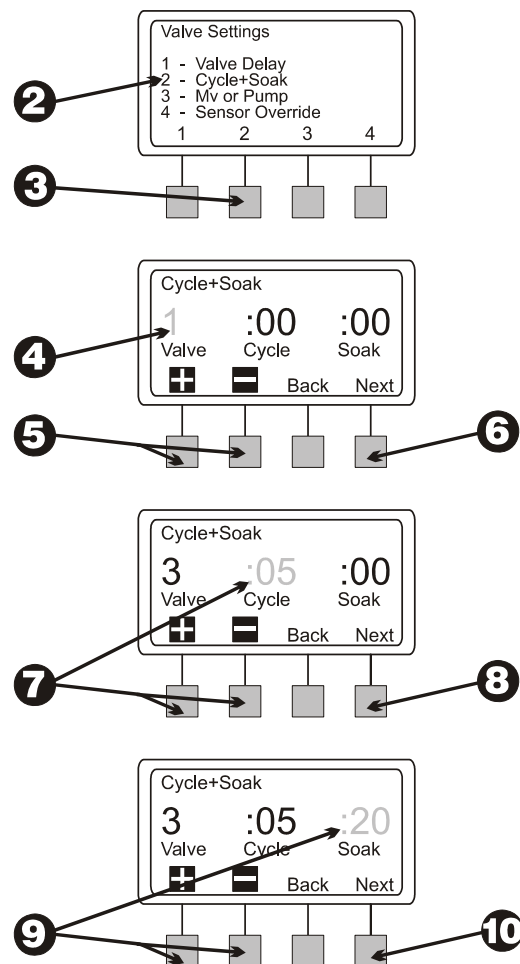 Valve Settings
1 - Valve Delay
2 - Cycle+Soak
3 - Mv or Pump
4 - Sensor Override
1 2 3 4
2
3
Cycle+Soak
1 :00 :00
Valve Cycle Soak
+ - Back Next
4
5
6
Cycle+Soak
3 :05 :00
Valve Cycle Soak
+ - Back Next
7
8
Cycle+Soak
3 :05 :20
Valve Cycle Soak
+ - Back Next
9
10